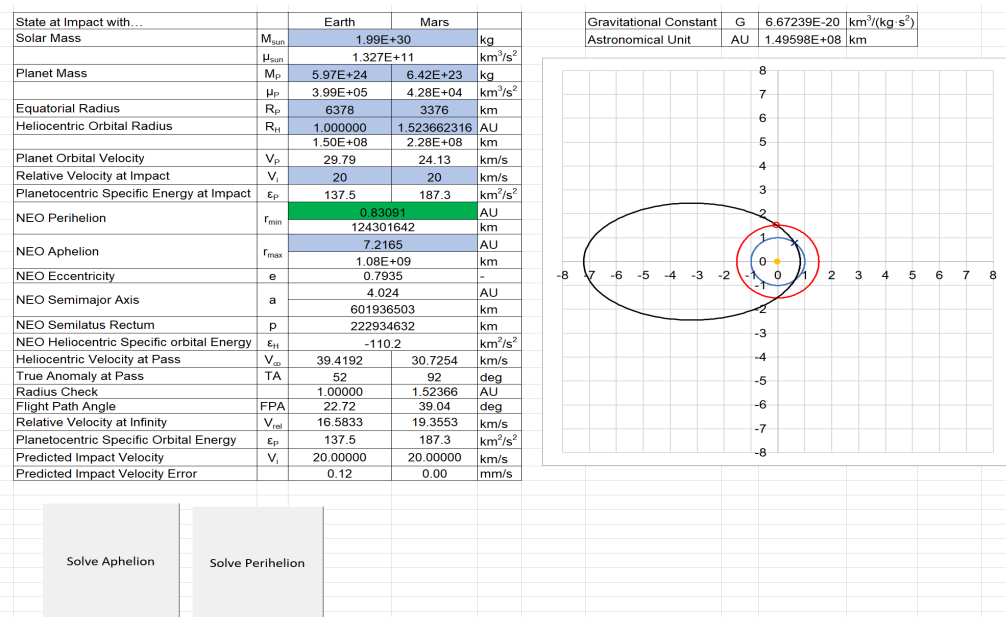 State at Impact with… Earth Mars
Solar Mass Msun 1.99E+30 kg
μsun 1.327E+11 km³/s²
Planet Mass MP 5.97E+24 6.42E+23 kg
μP 3.99E+05 4.28E+04 km³/s²
Equatorial Radius RP 6378 3376 km
Heliocentric Orbital Radius RH 1.000000 1.523662316 AU
1.50E+08 2.28E+08 km
Planet Orbital Velocity VP 29.79 24.13 km/s
Relative Velocity at Impact Vi 20 20 km/s
Planetocentric Specific Energy at Impact εP 137.5 187.3 km²/s²
NEO Perihelion rmin 0.83091 AU
124301642 km
NEO Aphelion rmax 7.2165 AU
1.08E+09 km
NEO Eccentricity e 0.7935 -
NEO Semimajor Axis a 4.024 AU
601936503 km
NEO Semilatus Rectum p 222934632 km
NEO Heliocentric Specific orbital Energy εH -110.2 km²/s²
Heliocentric Velocity at Pass V∞ 39.4192 30.7254 km/s
True Anomaly at Pass TA 52 92 deg
Radius Check 1.00000 1.52366 AU
Flight Path Angle FPA 22.72 39.04 deg
Relative Velocity at Infinity Vrel 16.5833 19.3553 km/s
Planetocentric Specific Orbital Energy εP 137.5 187.3 km²/s²
Predicted Impact Velocity Vi 20.00000 20.00000 km/s
Predicted Impact Velocity Error 0.12 0.00 mm/s
Solve Aphelion
Solve Perihelion
Gravitational Constant G 6.67239E-20 km³/(kg·s²)
Astronomical Unit AU 1.49598E+08 km
8
7
6
5
4
3
2
1
0
-8 -7 -6 -5 -4 -3 -2 -1 0 1 2 3 4 5 6 7 8
-1
-2
-3
-4
-5
-6
-7
-8